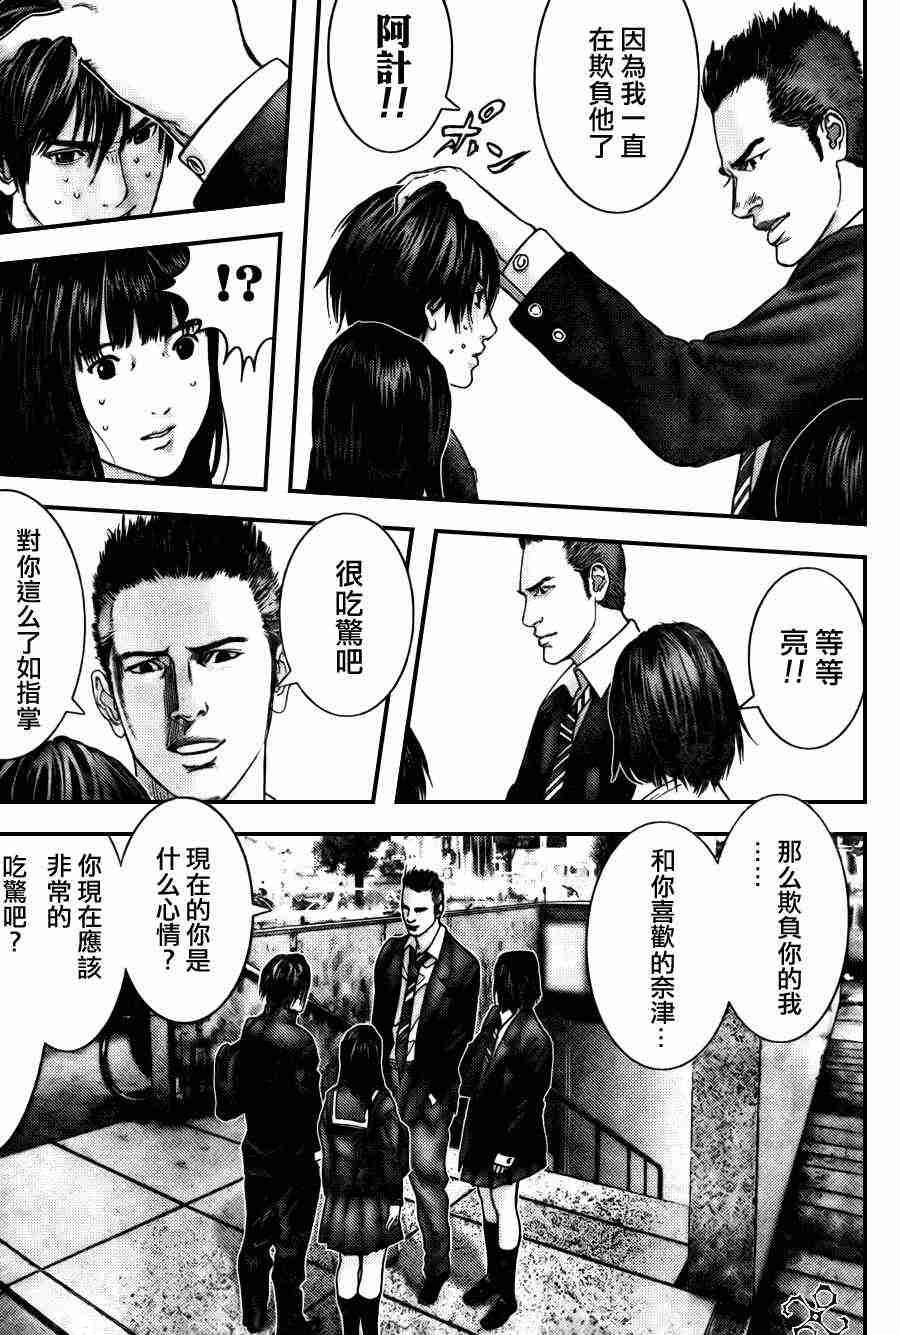 因為我一直
在欺負他了
ポン
阿計!!
!?
等等
亮!!
很吃驚吧
對你這么了如指掌
那么欺負你的我
……
和你喜歡的奈津…
現在的你是
什么心情?
你現在應該
非常的
吃驚吧?